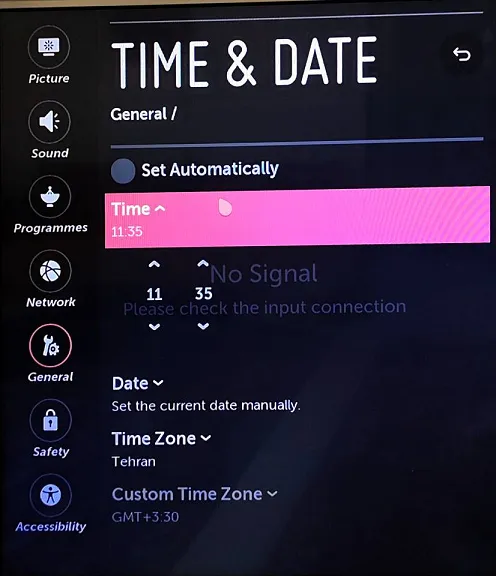 Picture
Sound
Programmes
Network
General
Safety
Accessibility
TIME & DATE
General /
Set Automatically
Time
11:35
No Signal
11 35
Please check the input connection
Date
Set the current date manually.
Time Zone
Tehran
Custom Time Zone
GMT+3:30